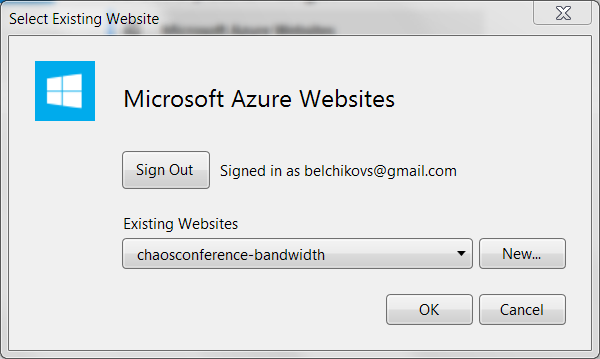 Select Existing Website
Microsoft Azure Websites
Sign Out Signed in as belchikovs@gmail.com
Existing Websites
chaosconference-bandwidth New...
OK Cancel